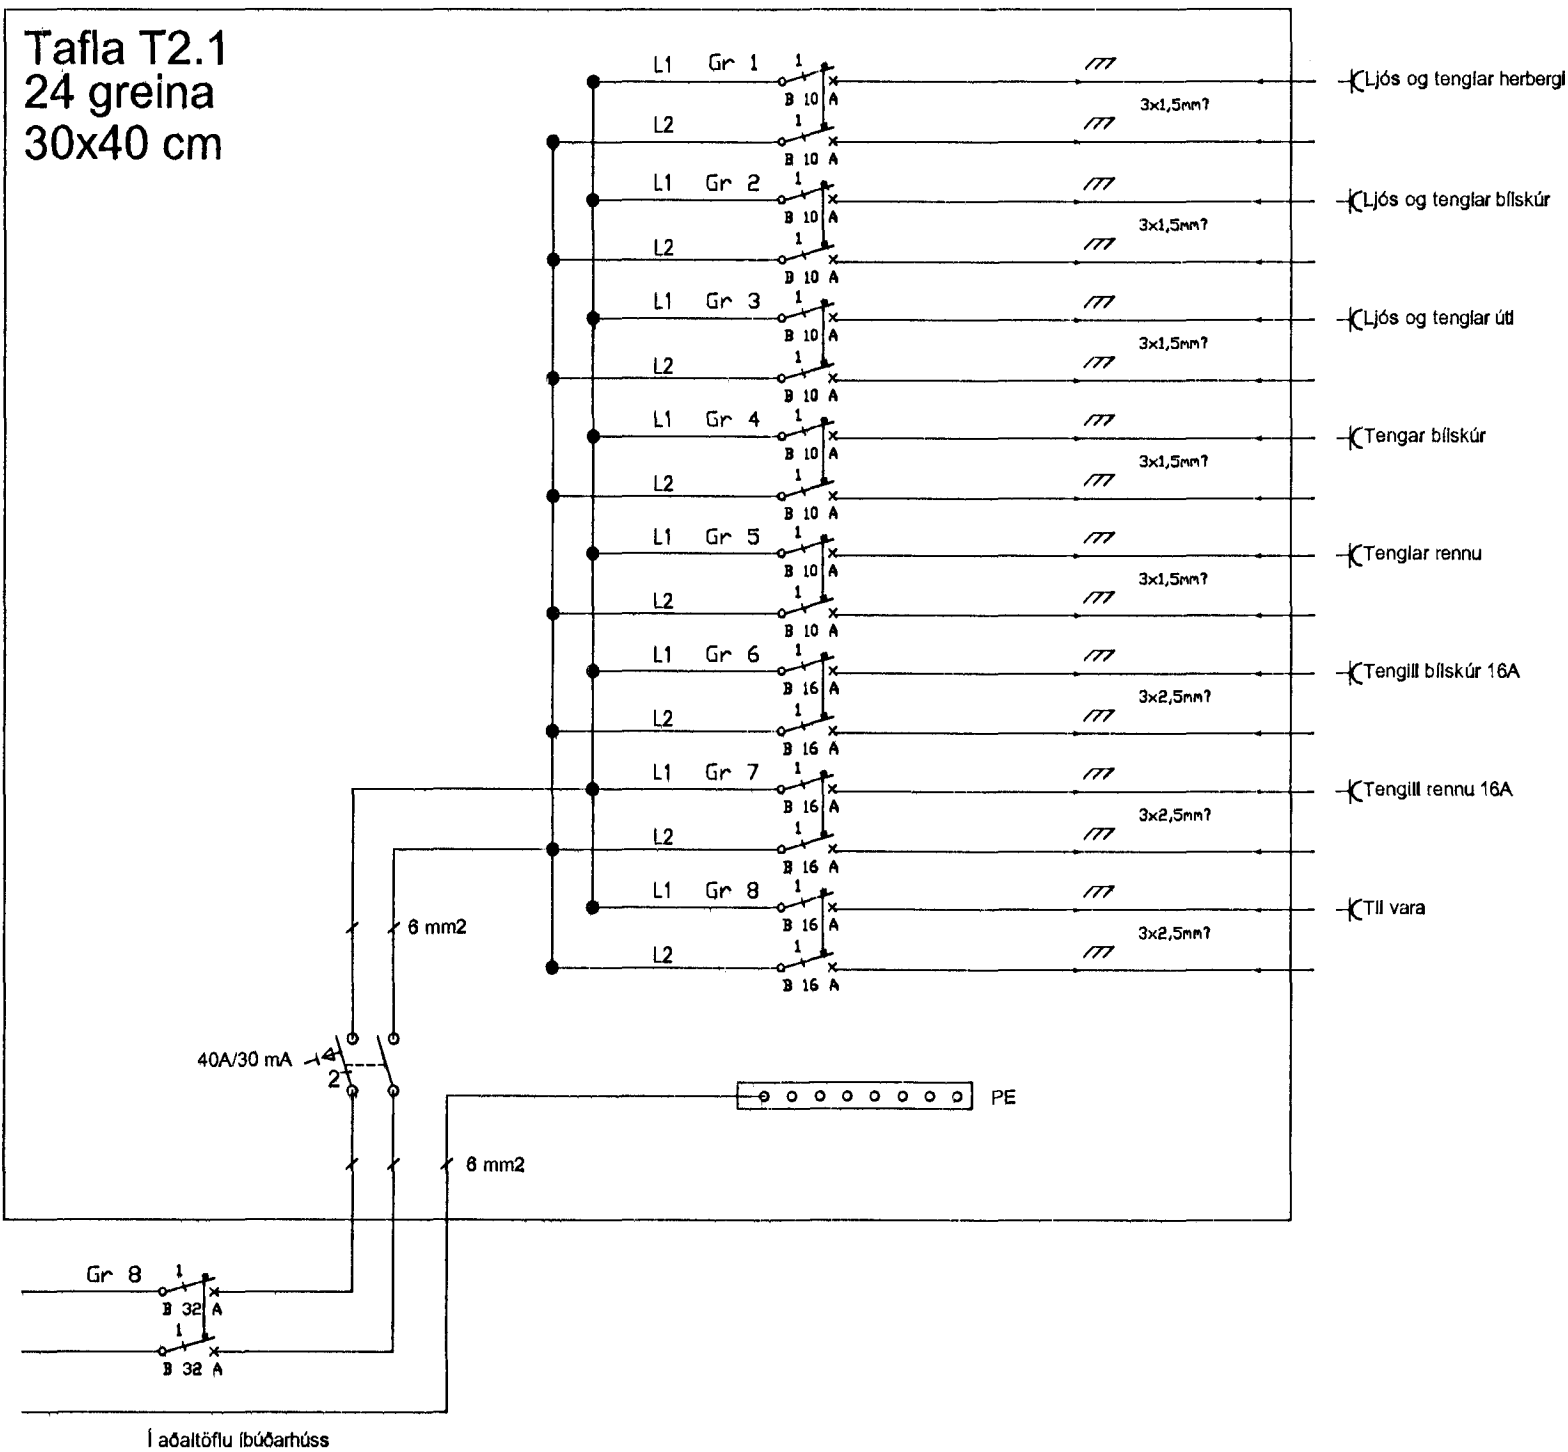 Tafla T2.1
24 greina
30x40 cm
L1 Gr 1 1
B 10 A
3x1,5mm?
Ljós og tenglar herbergi
L2 1
B 10 A
L1 Gr 2 1
B 10 A
3x1,5mm?
Ljós og tenglar bílskúr
L2 1
B 10 A
L1 Gr 3 1
B 10 A
3x1,5mm?
Ljós og tenglar úti
L2 1
B 10 A
L1 Gr 4 1
B 10 A
3x1,5mm?
Tengar bílskúr
L2 1
B 10 A
L1 Gr 5 1
B 10 A
3x1,5mm?
Tenglar rennu
L2 1
B 10 A
L1 Gr 6 1
B 16 A
3x2,5mm?
Tengill bílskúr 16A
L2 1
B 16 A
L1 Gr 7 1
B 16 A
3x2,5mm?
Tengill rennu 16A
L2 1
B 16 A
L1 Gr 8 1
B 16 A
3x2,5mm?
Til vara
L2 1
B 16 A
6 mm2
40A/30 mA
2
PE
6 mm2
Gr 8 1
B 32 A
1
B 32 A
Í aðaltöflu íbúðarhúss